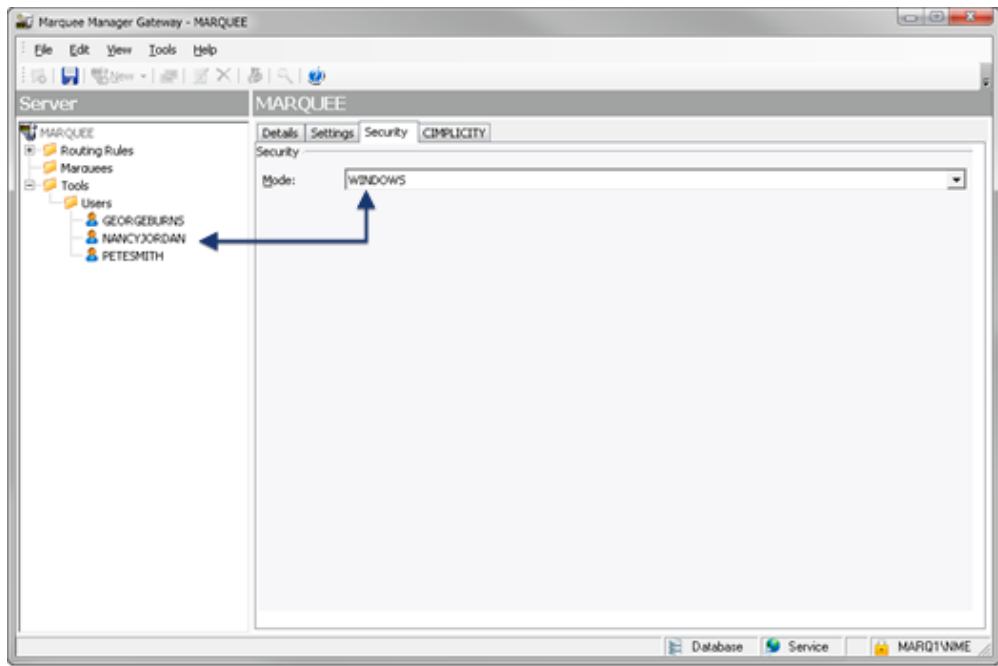 Marquee Manager Gateway - MARQUEE
File Edit View Tools Help
New
Server
MARQUEE
MARQUEE
Routing Rules
Marquees
Tools
Users
GEORGEBURNS
NANCYJORDAN
PETESMITH
Details Settings Security CIMPLICITY
Security
Mode: WINDOWS
Database Service MARQ1\NME